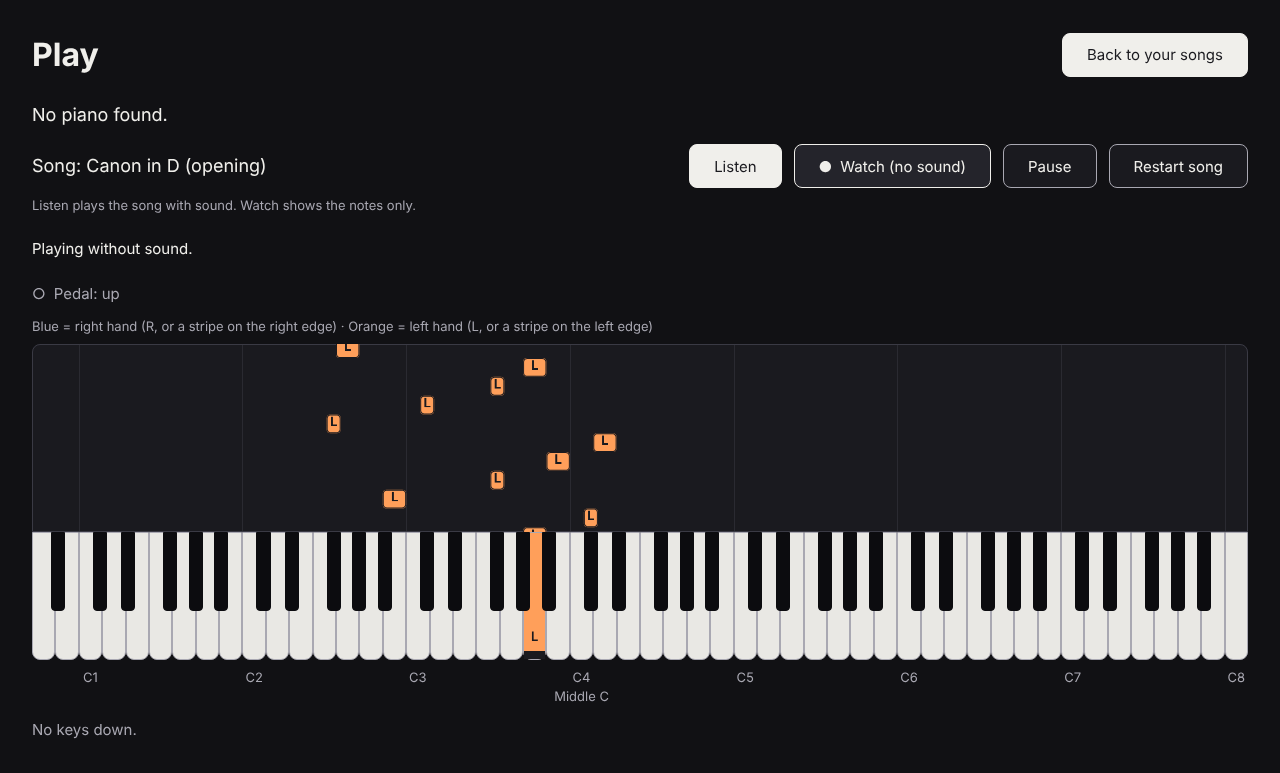 Play
Back to your songs
No piano found.
Song: Canon in D (opening)
Listen
Watch (no sound)
Pause
Restart song
Listen plays the song with sound. Watch shows the notes only.
Playing without sound.
Pedal: up
Blue = right hand (R, or a stripe on the right edge) · Orange = left hand (L, or a stripe on the left edge)
L
L
L
L
L
L
L
L
L
L
L
C1 C2 C3 C4 C5 C6 C7 C8
Middle C
No keys down.